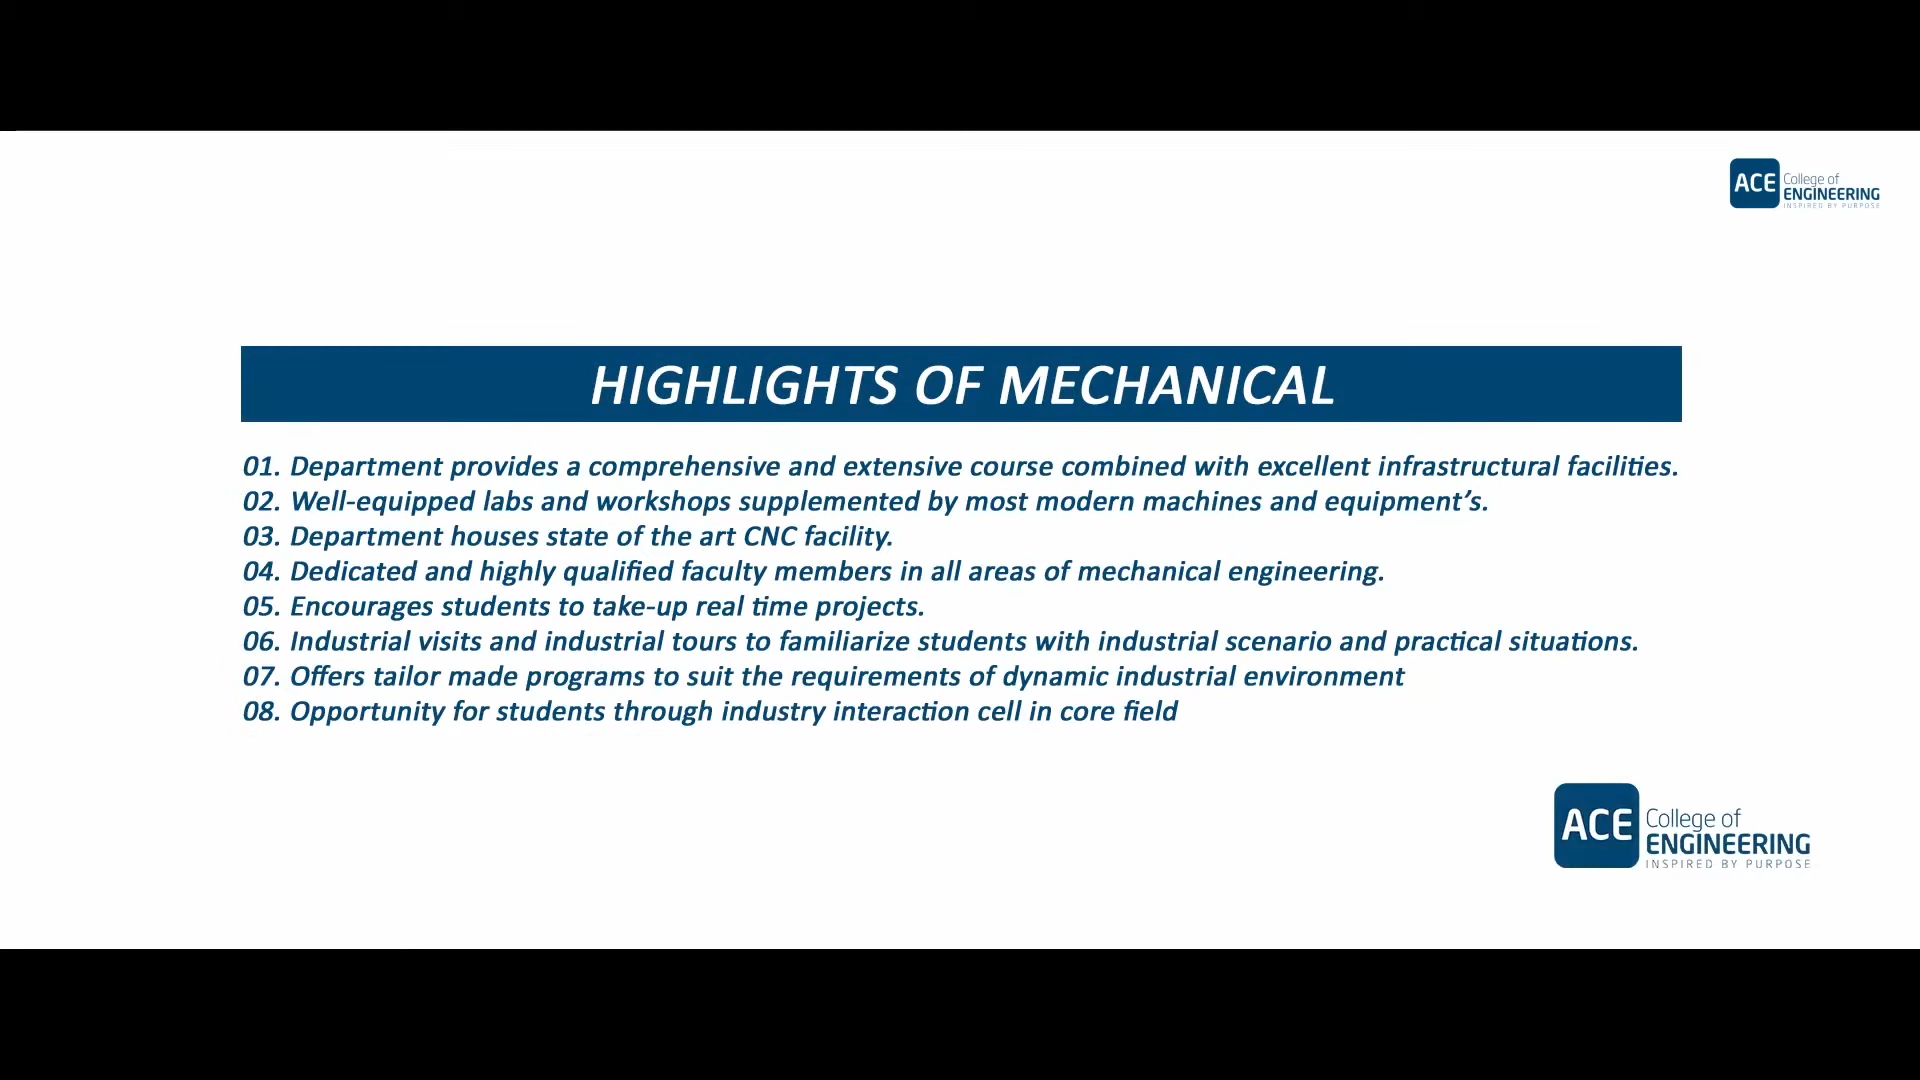 ACE College of
ENGINEERING
INSPIRED BY PURPOSE
HIGHLIGHTS OF MECHANICAL
01. Department provides a comprehensive and extensive course combined with excellent infrastructural facilities.
02. Well-equipped labs and workshops supplemented by most modern machines and equipment’s.
03. Department houses state of the art CNC facility.
04. Dedicated and highly qualified faculty members in all areas of mechanical engineering.
05. Encourages students to take-up real time projects.
06. Industrial visits and industrial tours to familiarize students with industrial scenario and practical situations.
07. Offers tailor made programs to suit the requirements of dynamic industrial environment
08. Opportunity for students through industry interaction cell in core field
ACE College of
ENGINEERING
INSPIRED BY PURPOSE